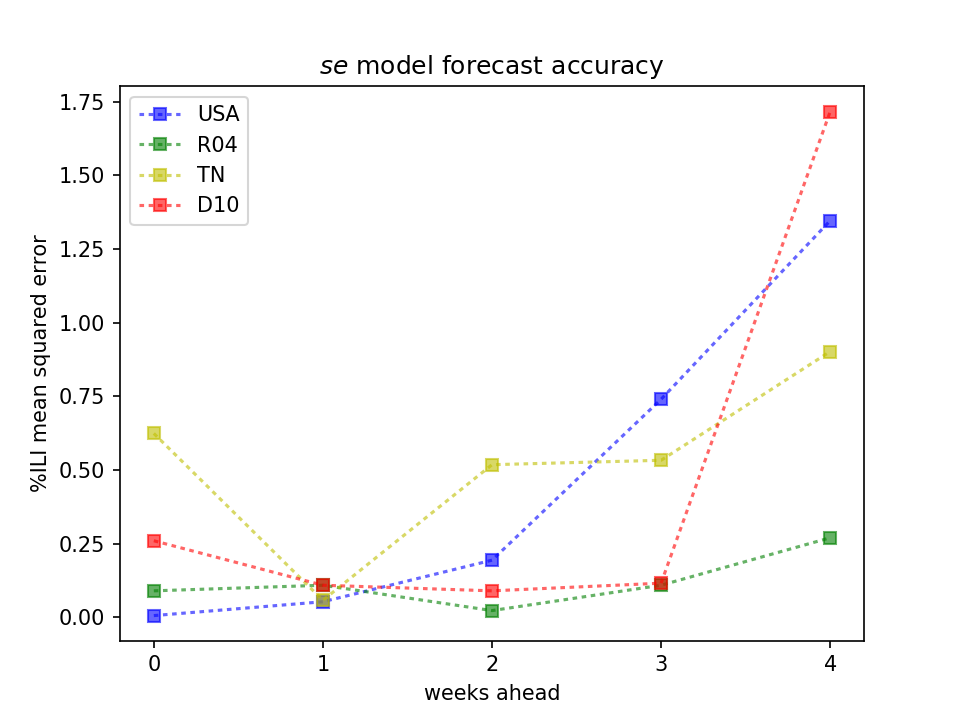 se model forecast accuracy
%ILI mean squared error
1.75
1.50
1.25
1.00
0.75
0.50
0.25
0.00
USA
R04
TN
D10
0 1 2 3 4
weeks ahead